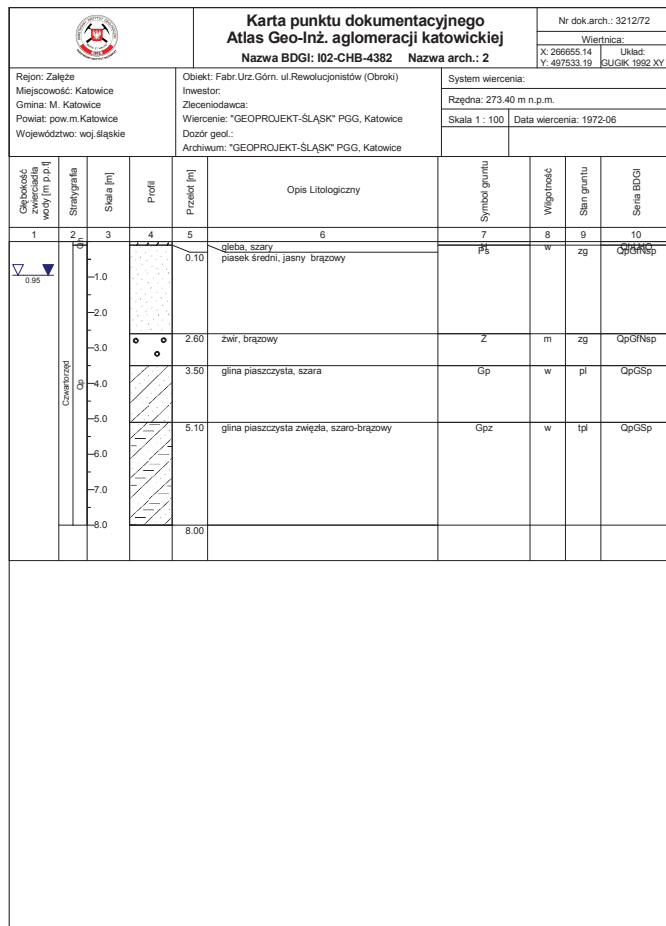 Karta punktu dokumentacyjnego
Atlas Geo-Inż. aglomeracji katowickiej
Nazwa BDGI: I02-CHB-4382 Nazwa arch.: 2
Nr dok.arch.: 3212/72
Wiertnica:
X: 266655.14 Układ:
Y: 497533.19 GUGIK 1992 XY
Rejon: Załęże
Miejscowość: Katowice
Gmina: M. Katowice
Powiat: pow.m.Katowice
Województwo: woj.śląskie
Obiekt: Fabr.Urz.Górn. ul.Rewolucjonistów (Obroki)
Inwestor:
Zleceniodawca:
Wiercenie: "GEOPROJEKT-ŚLĄSK" PGG, Katowice
Dozór geol.:
Archiwum: "GEOPROJEKT-ŚLĄSK" PGG, Katowice
System wiercenia:
Rzędna: 273.40 m n.p.m.
Skala 1 : 100 Data wiercenia: 1972-06
Głębokość zwierciadła wody [m p.p.t]
Stratygrafia
Skala [m]
Profil
Przelot [m]
Opis Litologiczny
Symbol gruntu
Wilgotność
Stan gruntu
Seria BDGI
1 2 3 4 5 6 7 8 9 10
gleba, szary H w
0.10 piasek średni, jasny brązowy Ps zg QpGfNsp
0.95
-1.0
-2.0
2.60 żwir, brązowy Ż m zg QpGfNsp
-3.0
3.50 glina piaszczysta, szara Gp w pl QpGSp
Czwartorzęd
Qp
-4.0
-5.0
5.10 glina piaszczysta zwięzła, szaro-brązowy Gpz w tpl QpGSp
-6.0
-7.0
-8.0
8.00